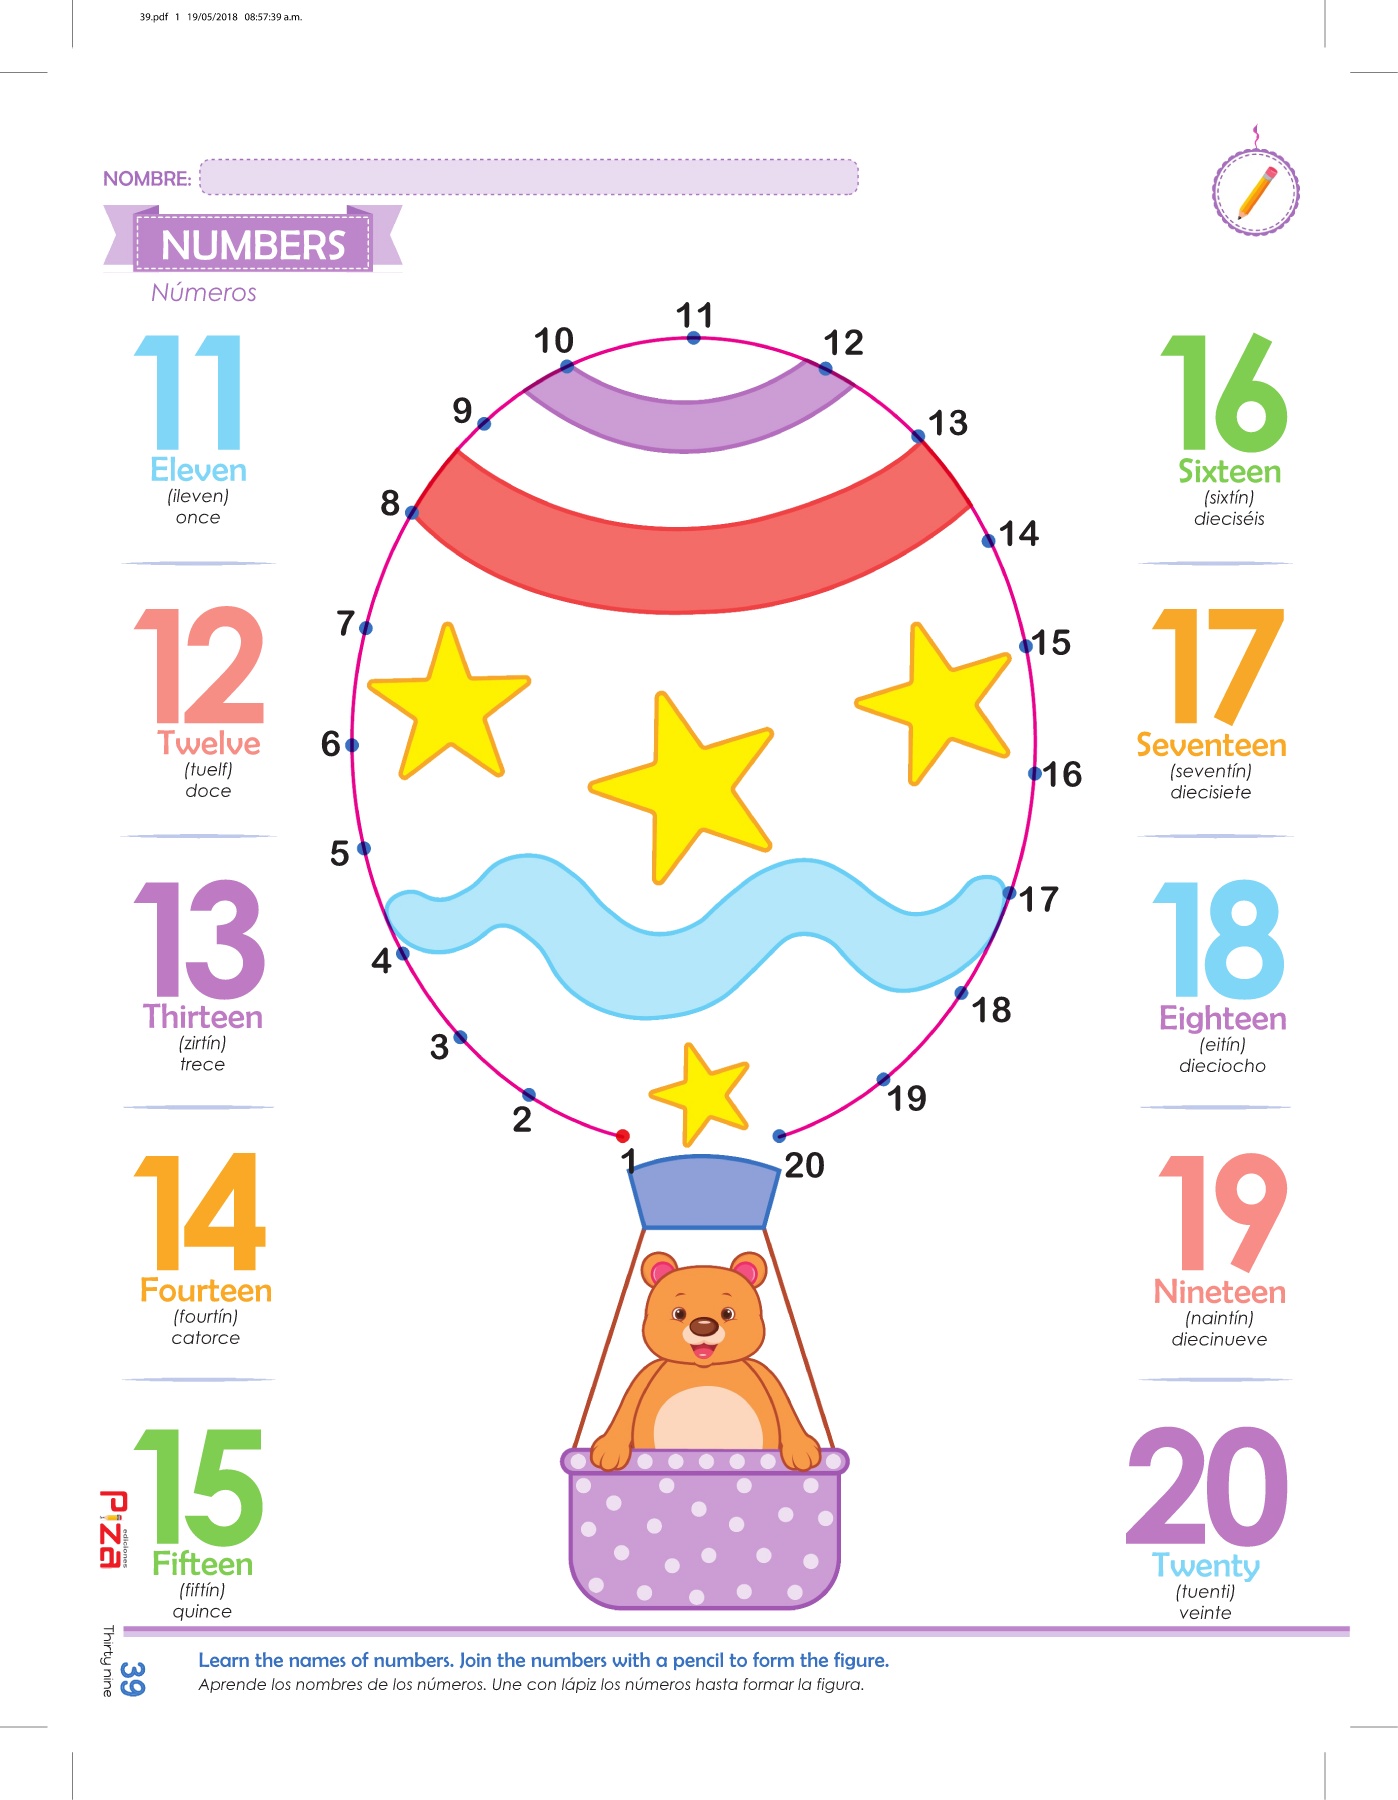 39.pdf 1 19/05/2018 08:57:39 a.m.
NOMBRE:
NUMBERS
Números
11
Eleven
(ileven)
once
12
Twelve
(tuelf)
doce
13
Thirteen
(zirtín)
trece
14
Fourteen
(fourtín)
catorce
15
Fifteen
(fiftín)
quince
1
2
3
4
5
6
7
8
9
10
11
12
13
14
15
16
17
18
19
20
16
Sixteen
(sixtín)
dieciséis
17
Seventeen
(seventín)
diecisiete
18
Eighteen
(eitín)
dieciocho
19
Nineteen
(naintín)
diecinueve
20
Twenty
(tuenti)
veinte
Piza
ediciones
Thirty nine
39
Learn the names of numbers. Join the numbers with a pencil to form the figure.
Aprende los nombres de los números. Une con lápiz los números hasta formar la figura.